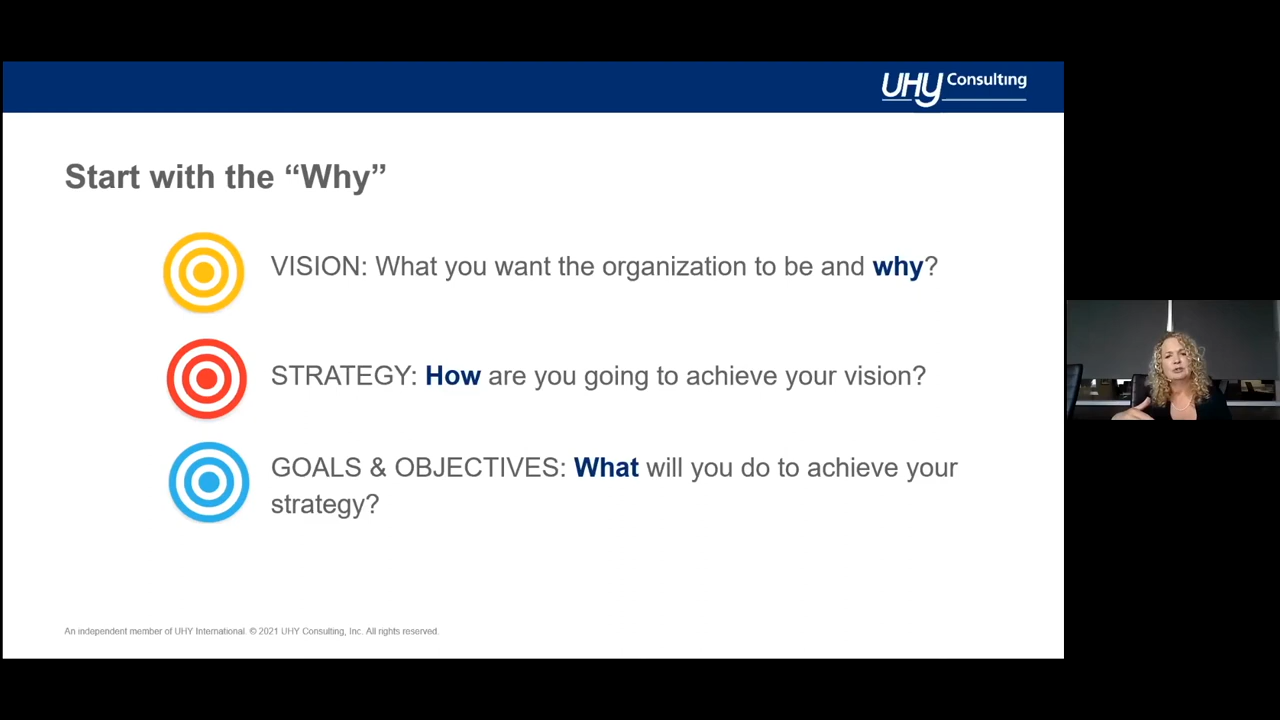 UHY Consulting
Start with the “Why”
VISION: What you want the organization to be and why?
STRATEGY: How are you going to achieve your vision?
GOALS & OBJECTIVES: What will you do to achieve your
strategy?
An independent member of UHY International. © 2021 UHY Consulting, Inc. All rights reserved.